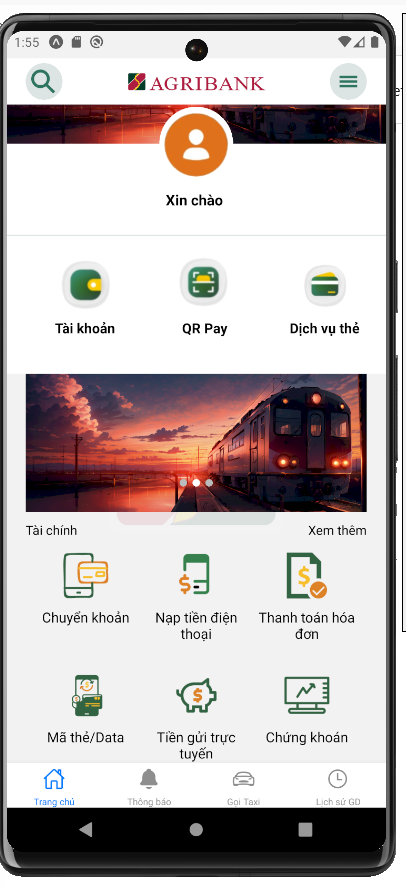 1:55
AGRIBANK
Xin chào
Tài khoản
QR Pay
Dịch vụ thẻ
Tài chính
Xem thêm
Chuyển khoản
Nạp tiền điện
thoại
Thanh toán hóa
đơn
Mã thẻ/Data
Tiền gửi trực
tuyến
Chứng khoán
Trang chủ
Thông báo
Gọi Taxi
Lịch sử GD